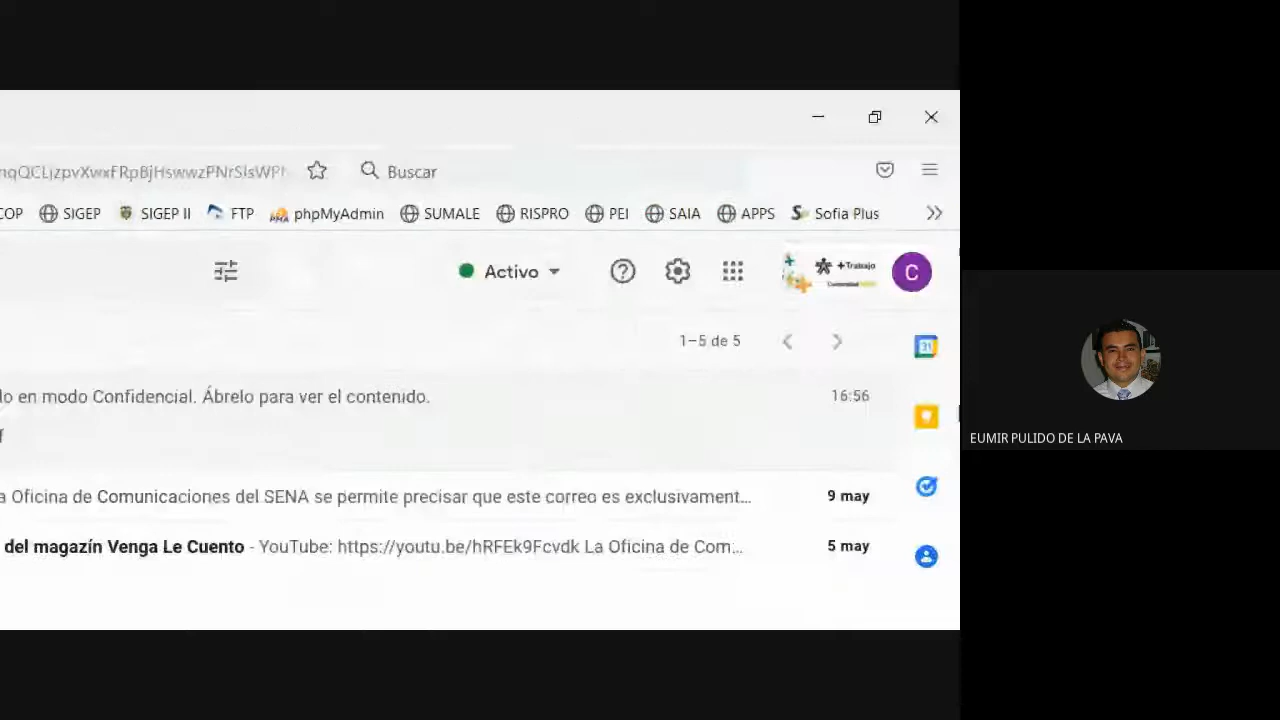 Buscar
COP SIGEP SIGEP II FTP phpMyAdmin SUMALE RISPRO PEI SAIA APPS Sofia Plus
Activo
+Trabajo
C
1–5 de 5
31
lo en modo Confidencial. Ábrelo para ver el contenido. 16:56
f
a Oficina de Comunicaciones del SENA se permite precisar que este correo es exclusivament... 9 may
del magazín Venga Le Cuento - YouTube: https://youtu.be/hRFEk9Fcvdk La Oficina de Com... 5 may
EUMIR PULIDO DE LA PAVA